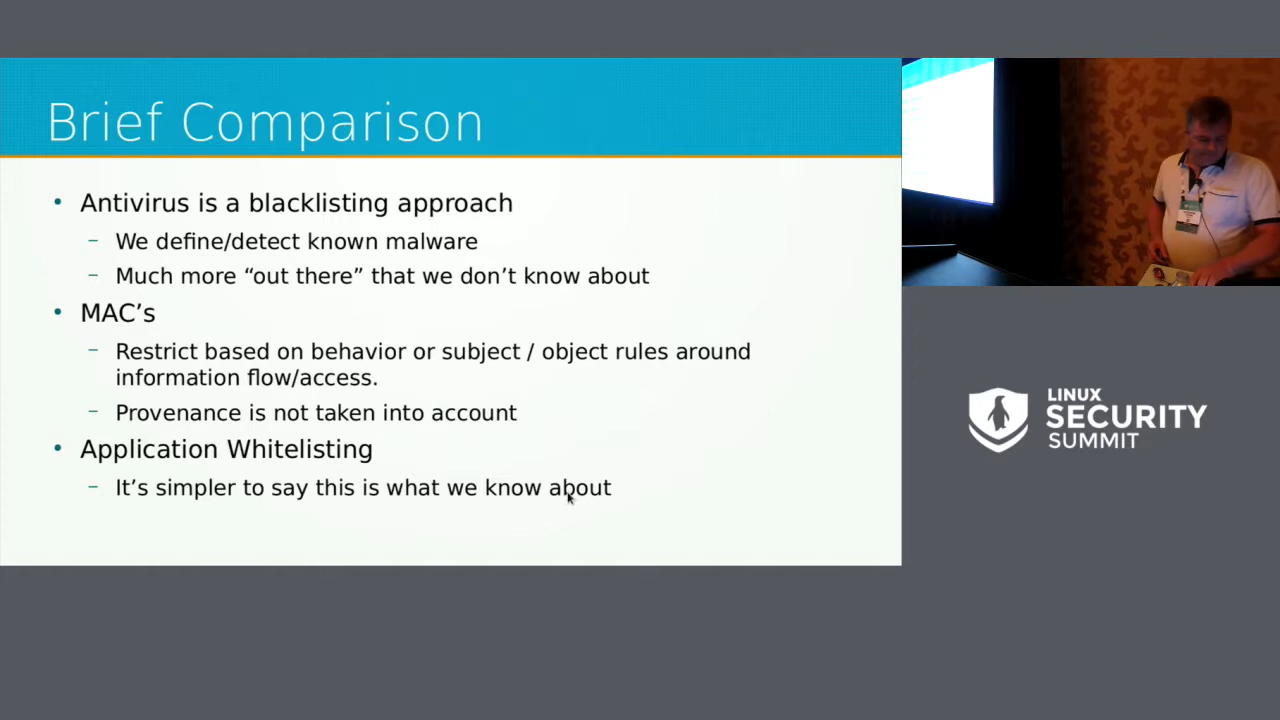 Brief Comparison
• Antivirus is a blacklisting approach
– We define/detect known malware
– Much more “out there” that we don’t know about
• MAC’s
– Restrict based on behavior or subject / object rules around
information flow/access.
– Provenance is not taken into account
• Application Whitelisting
– It’s simpler to say this is what we know about
LINUX
SECURITY
SUMMIT